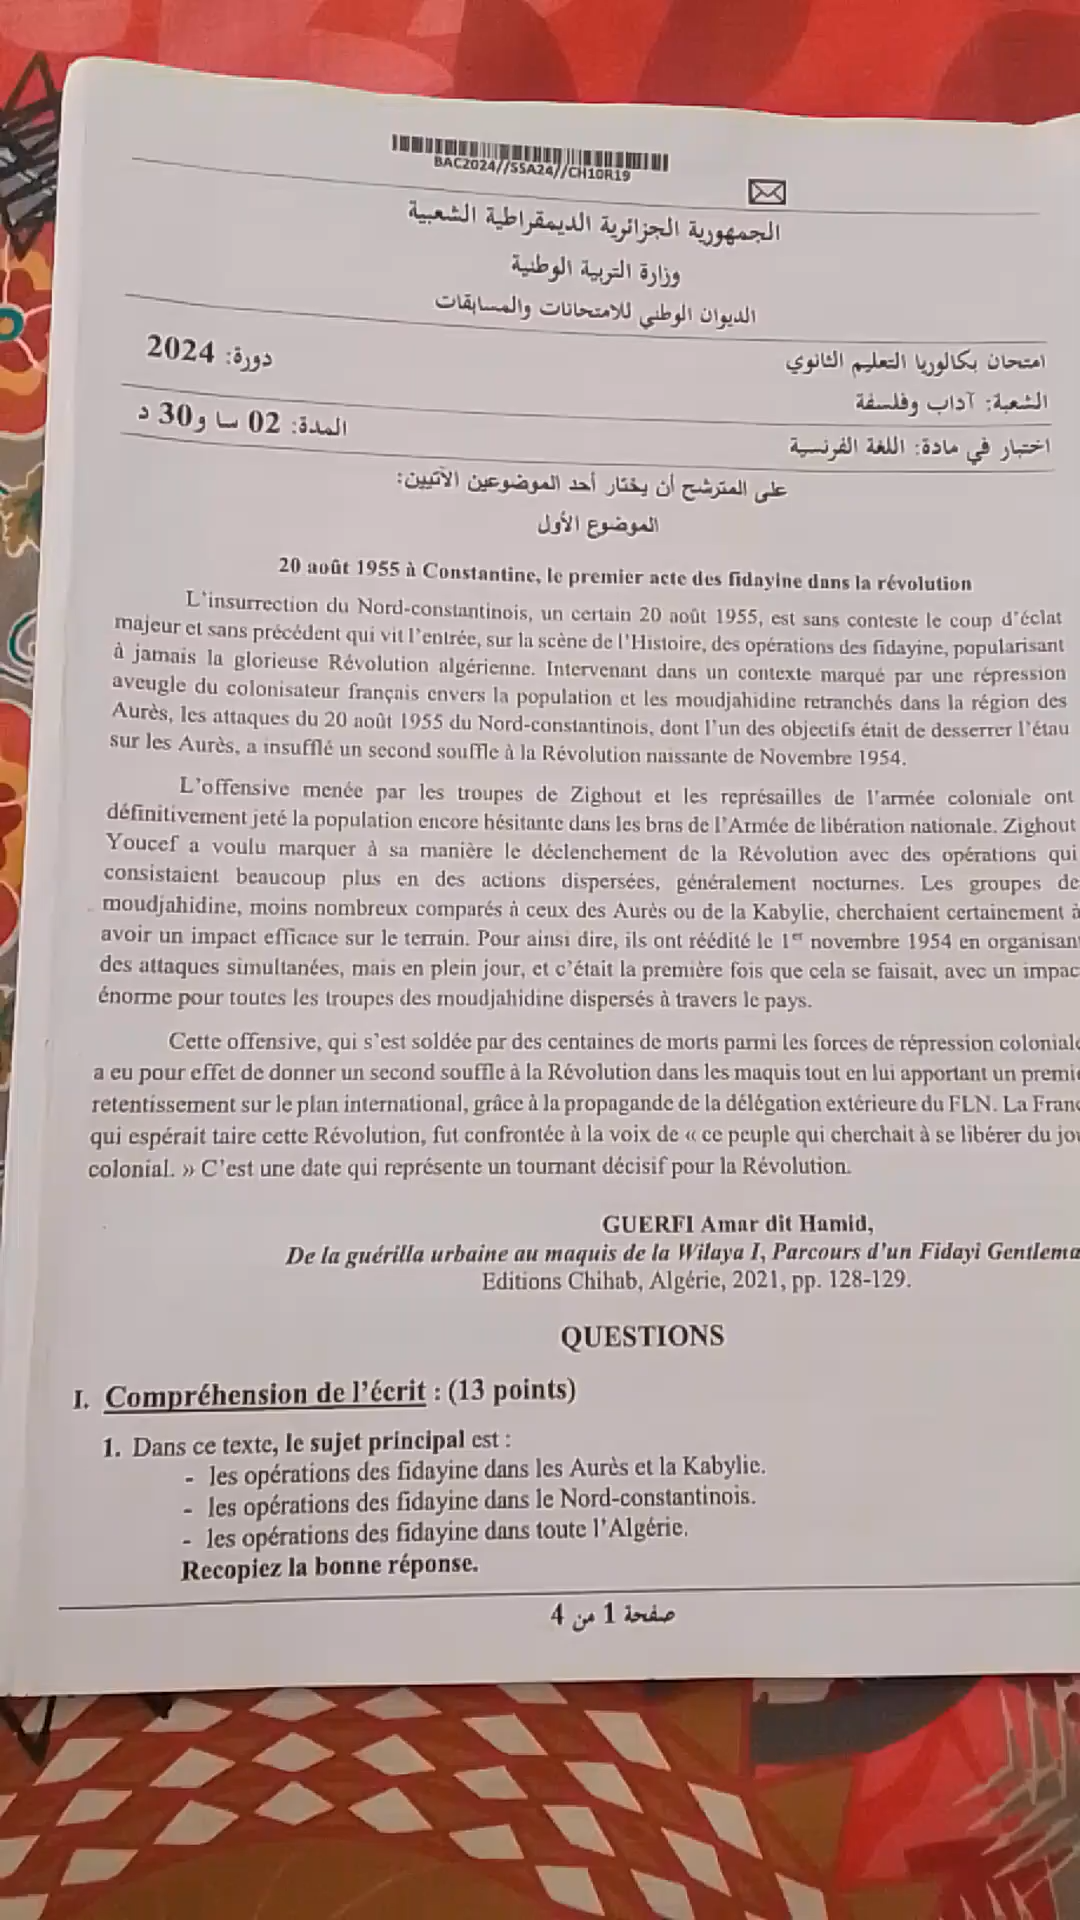 BAC2024//SSA24//CH10R19
الجمهورية الجزائرية الديمقراطية الشعبية
وزارة التربية الوطنية
الديوان الوطني للامتحانات والمسابقات
امتحان بكالوريا التعليم الثانوي
دورة: 2024
الشعبة: آداب وفلسفة
المدة: 02 سا و30 د
اختبار في مادة: اللغة الفرنسية
على المترشح أن يختار أحد الموضوعين الآتيين:
الموضوع الأول
20 août 1955 à Constantine, le premier acte des fidayine dans la révolution
L'insurrection du Nord-constantinois, un certain 20 août 1955, est sans conteste le coup d'éclat
majeur et sans précédent qui vit l'entrée, sur la scène de l'Histoire, des opérations des fidayine, popularisant
à jamais la glorieuse Révolution algérienne. Intervenant dans un contexte marqué par une répression
aveugle du colonisateur français envers la population et les moudjahidine retranchés dans la région des
Aurès, les attaques du 20 août 1955 du Nord-constantinois, dont l'un des objectifs était de desserrer l'étau
sur les Aurès, a insufflé un second souffle à la Révolution naissante de Novembre 1954.
L'offensive menée par les troupes de Zighout et les représailles de l'armée coloniale ont
définitivement jeté la population encore hésitante dans les bras de l'Armée de libération nationale. Zighout
Youcef a voulu marquer à sa manière le déclenchement de la Révolution avec des opérations qui
consistaient beaucoup plus en des actions dispersées, généralement nocturnes. Les groupes de
moudjahidine, moins nombreux comparés à ceux des Aurès ou de la Kabylie, cherchaient certainement à
avoir un impact efficace sur le terrain. Pour ainsi dire, ils ont réédité le 1er novembre 1954 en organisan
des attaques simultanées, mais en plein jour, et c'était la première fois que cela se faisait, avec un impac
énorme pour toutes les troupes des moudjahidine dispersés à travers le pays.
Cette offensive, qui s'est soldée par des centaines de morts parmi les forces de répression coloniale
a eu pour effet de donner un second souffle à la Révolution dans les maquis tout en lui apportant un premie
retentissement sur le plan international, grâce à la propagande de la délégation extérieure du FLN. La Franc
qui espérait taire cette Révolution, fut confrontée à la voix de « ce peuple qui cherchait à se libérer du jou
colonial. » C'est une date qui représente un tournant décisif pour la Révolution.
GUERFI Amar dit Hamid,
De la guérilla urbaine au maquis de la Wilaya I, Parcours d'un Fidayi Gentlema
Editions Chihab, Algérie, 2021, pp. 128-129.
QUESTIONS
I. Compréhension de l'écrit : (13 points)
1. Dans ce texte, le sujet principal est :
- les opérations des fidayine dans les Aurès et la Kabylie.
- les opérations des fidayine dans le Nord-constantinois.
- les opérations des fidayine dans toute l'Algérie.
Recopiez la bonne réponse.
صفحة 1 من 4